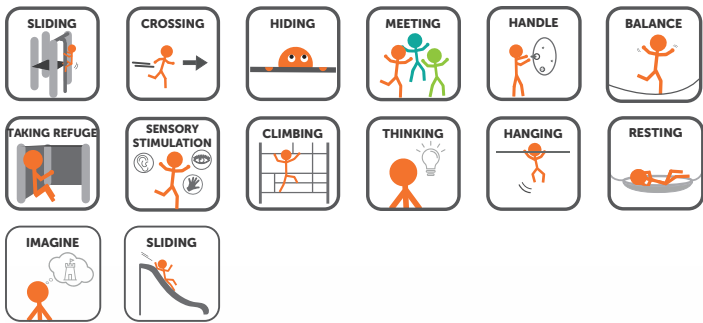 SLIDING
CROSSING
HIDING
MEETING
HANDLE
BALANCE
TAKING REFUGE
SENSORY
STIMULATION
CLIMBING
THINKING
HANGING
RESTING
IMAGINE
SLIDING